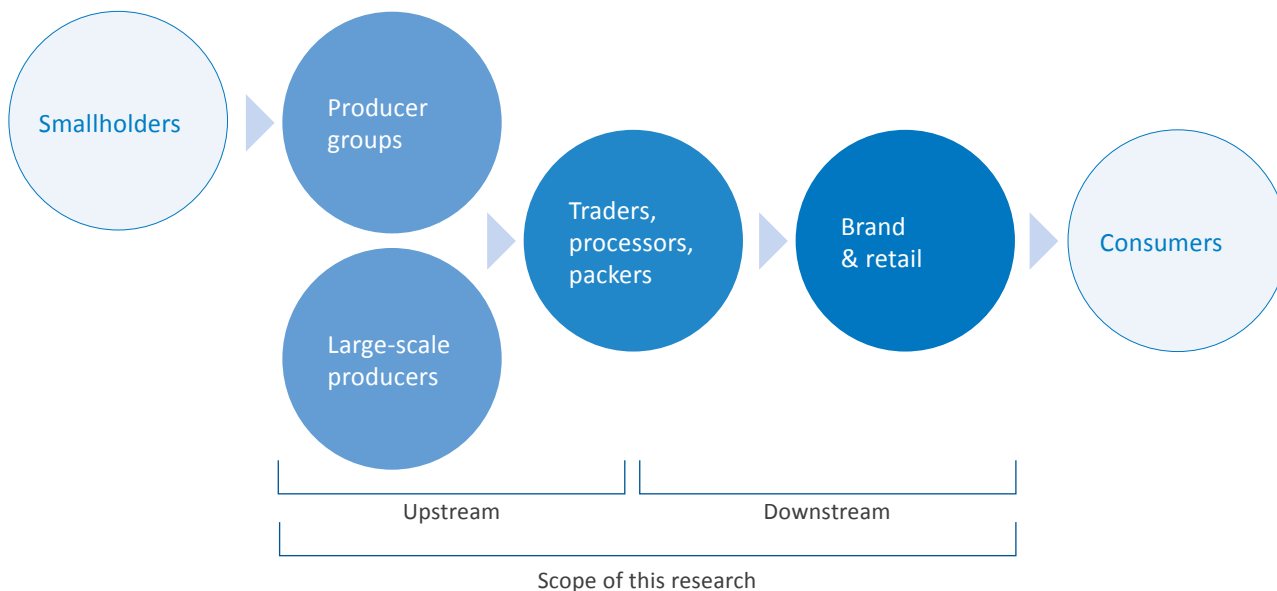 Smallholders
Producer
groups
Large-scale
producers
Traders,
processors,
packers
Brand
& retail
Consumers
Upstream
Downstream
Scope of this research